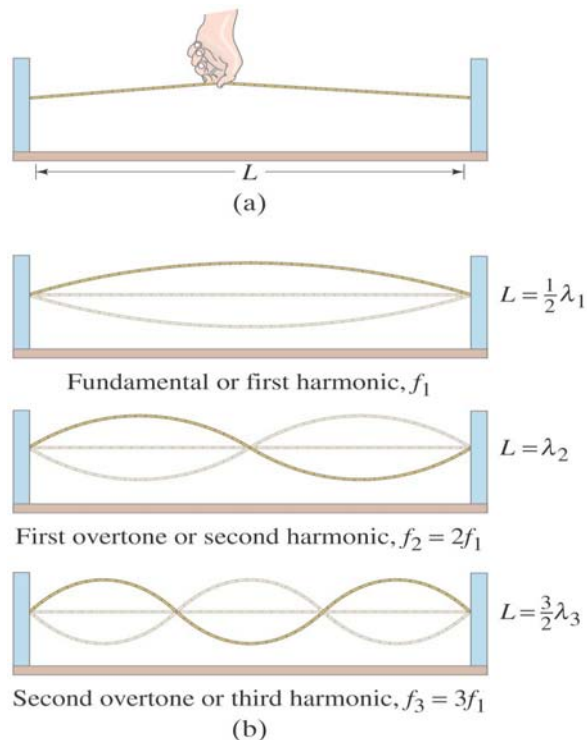 L
(a)
L = 1/2 λ₁
Fundamental or first harmonic, f₁
L = λ₂
First overtone or second harmonic, f₂ = 2f₁
L = 3/2 λ₃
Second overtone or third harmonic, f₃ = 3f₁
(b)